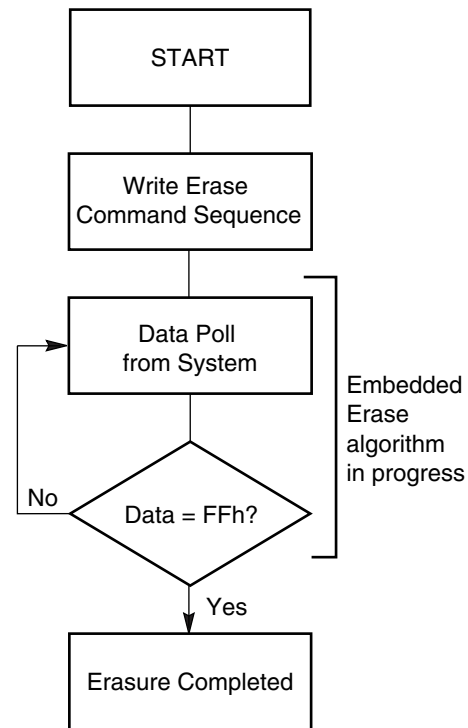 START
Write Erase
Command Sequence
Data Poll
from System
Embedded
Erase
algorithm
in progress
No
Data = FFh?
Yes
Erasure Completed